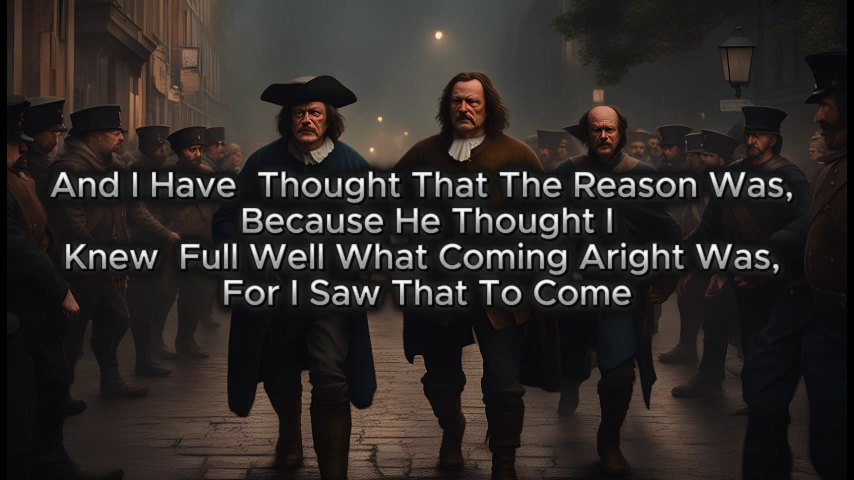 And I Have Thought That The Reason Was,
Because He Thought I
Knew Full Well What Coming Aright Was,
For I Saw That To Come